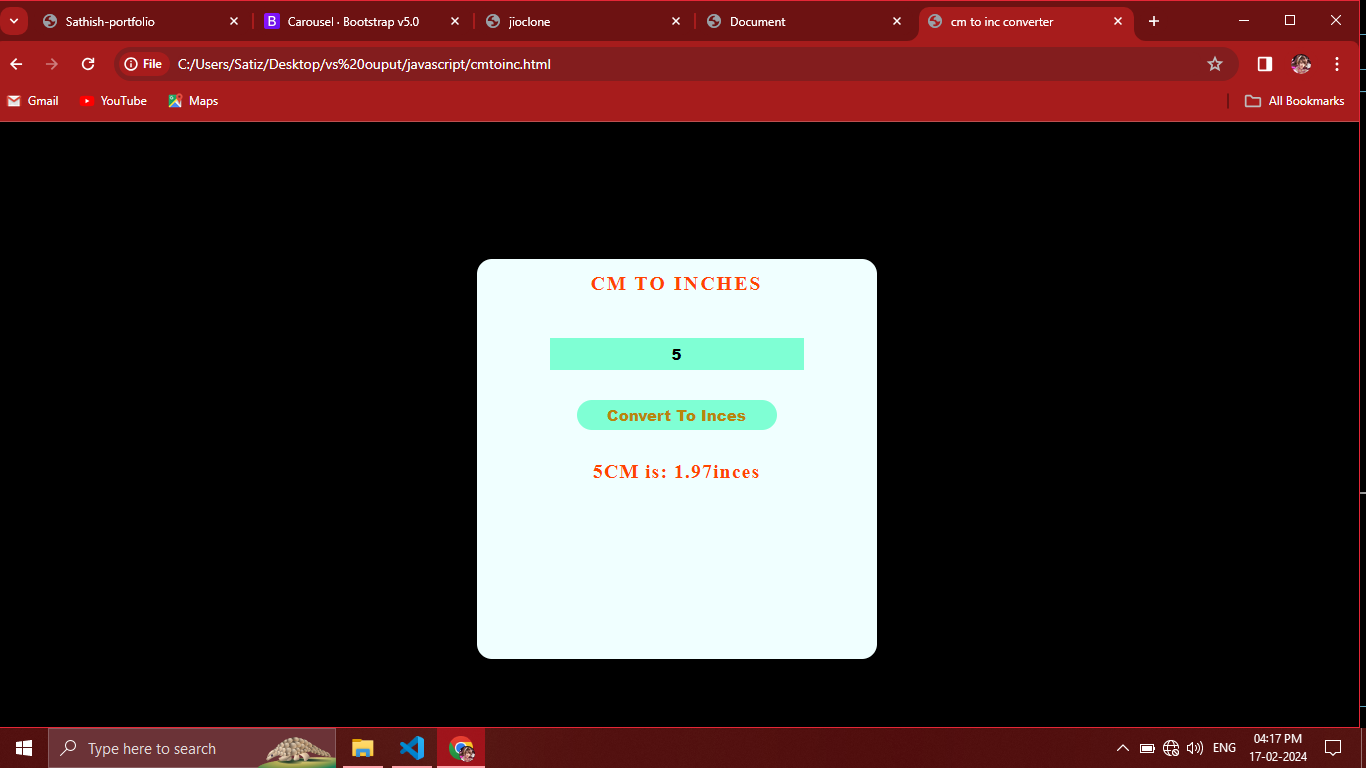 Sathish-portfolio
Carousel · Bootstrap v5.0
jioclone
Document
cm to inc converter
File
C:/Users/Satiz/Desktop/vs%20ouput/javascript/cmtoinc.html
Gmail
YouTube
Maps
All Bookmarks
CM TO INCHES
5
Convert To Inces
5CM is: 1.97inces
Type here to search
ENG
04:17 PM
17-02-2024